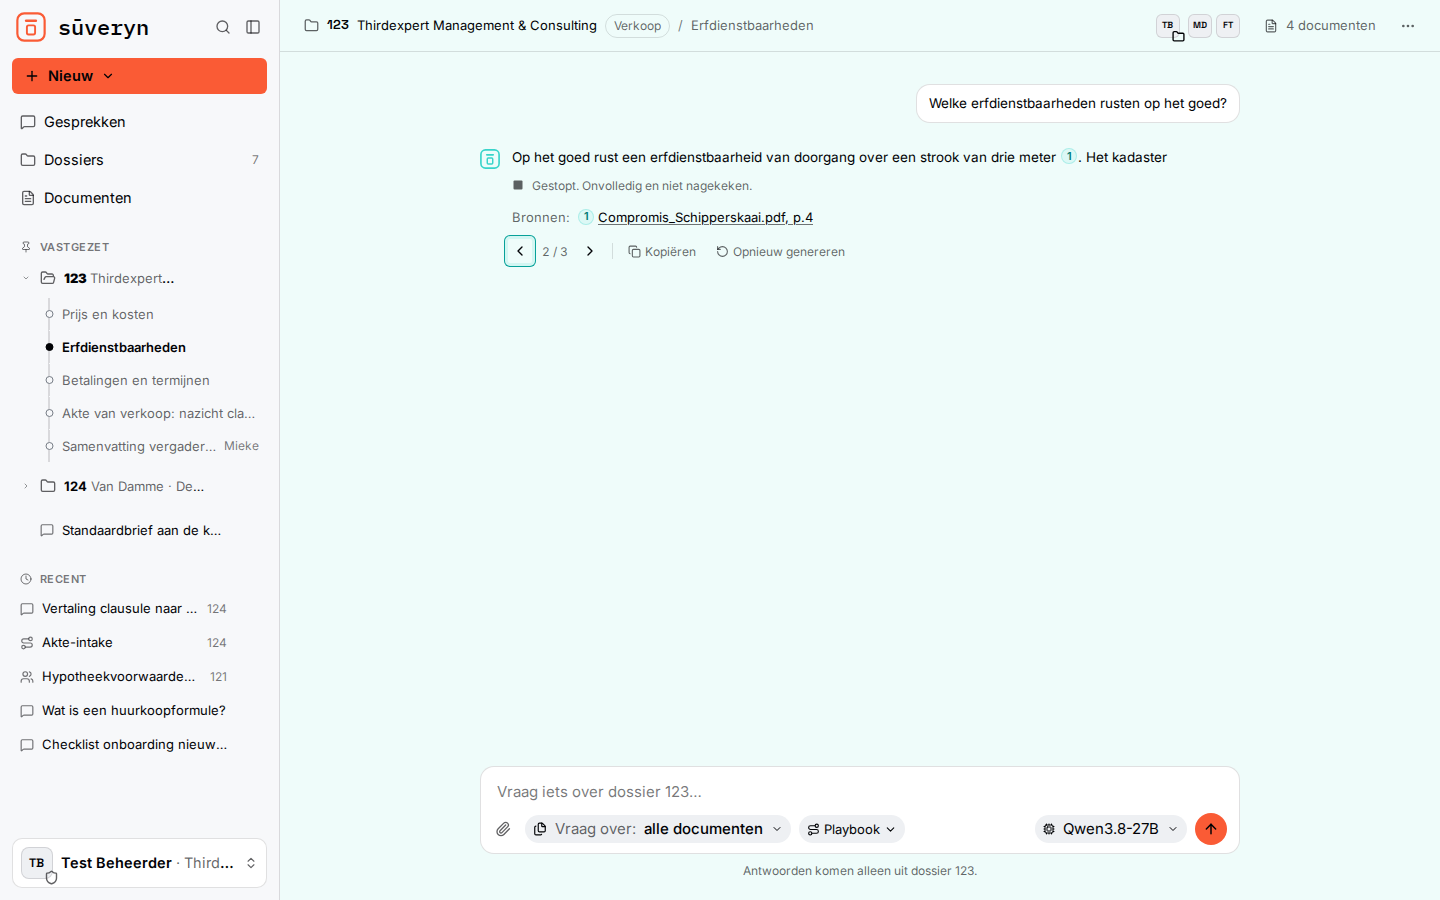 sūveryn
Nieuw
Gesprekken
Dossiers 7
Documenten
VASTGEZET
123 Thirdexpert...
Prijs en kosten
Erfdienstbaarheden
Betalingen en termijnen
Akte van verkoop: nazicht cla...
Samenvatting vergader... Mieke
124 Van Damme · De...
Standaardbrief aan de k...
RECENT
Vertaling clausule naar ... 124
Akte-intake 124
Hypotheekvoorwaarde... 121
Wat is een huurkoopformule?
Checklist onboarding nieuw...
TB Test Beheerder · Third...
123 Thirdexpert Management & Consulting Verkoop / Erfdienstbaarheden
TB MD FT 4 documenten
Welke erfdienstbaarheden rusten op het goed?
Op het goed rust een erfdienstbaarheid van doorgang over een strook van drie meter 1. Het kadaster
Gestopt. Onvolledig en niet nagekeken.
Bronnen: 1 Compromis_Schipperskaai.pdf, p.4
2 / 3 Kopiëren Opnieuw genereren
Vraag iets over dossier 123...
Vraag over: alle documenten Playbook Qwen3.8-27B
Antwoorden komen alleen uit dossier 123.